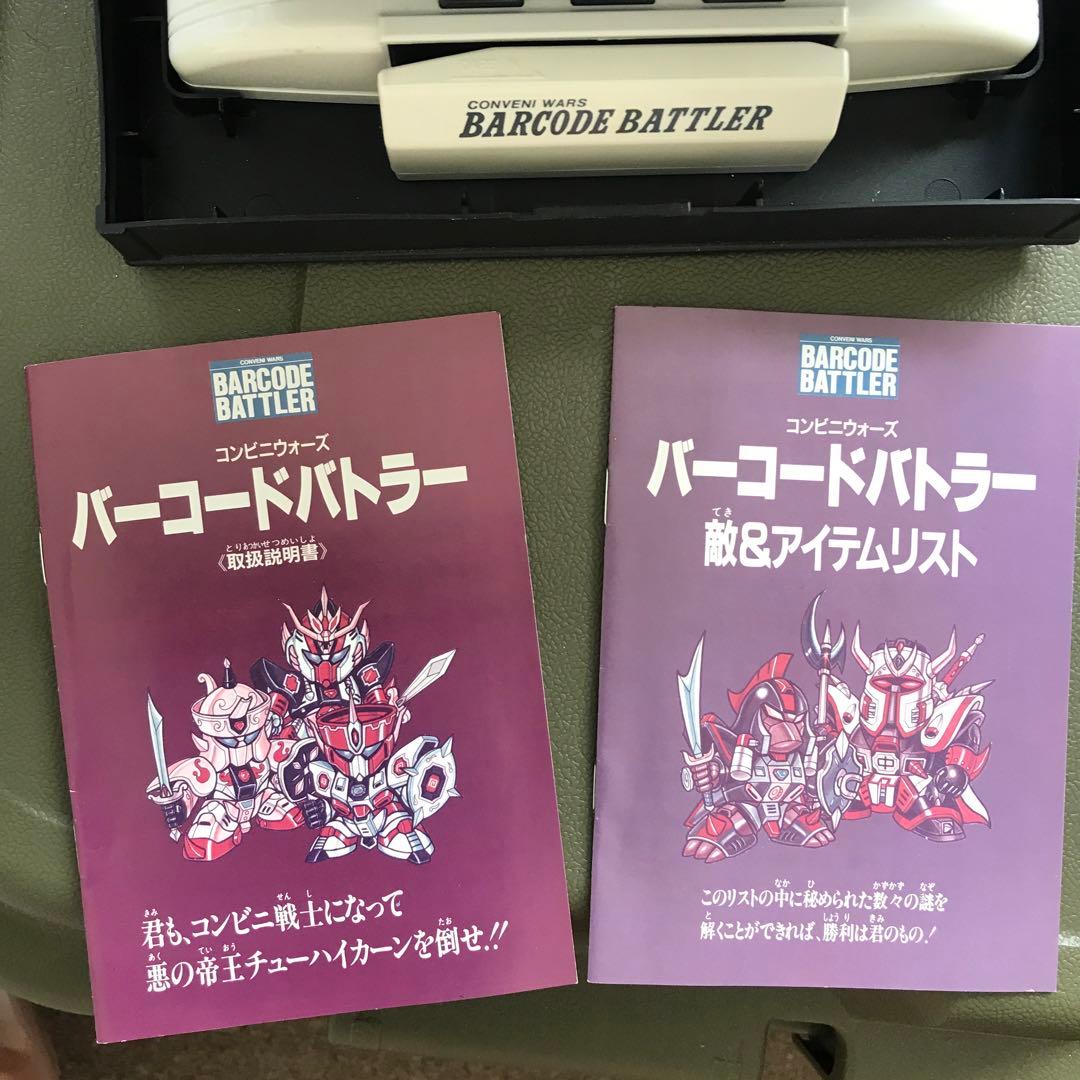 CONVENI WARS
BARCODE BATTLER
CONVENI WARS
BARCODE
BATTLER
コンビニウォーズ
バーコードバトラー
とりあつかいせつめいしょ
《取扱説明書》
きみ せん し
君も、コンビニ戦士になって
あく てい おう たお
悪の帝王チューハイカーンを倒せ!!
CONVENI WARS
BARCODE
BATTLER
コンビニウォーズ
バーコードバトラー
てき
敵&アイテムリスト
なか ひ かずかず なぞ
このリストの中に秘められた数々の謎を
と しょう り きみ
解くことができれば、勝利は君のもの!